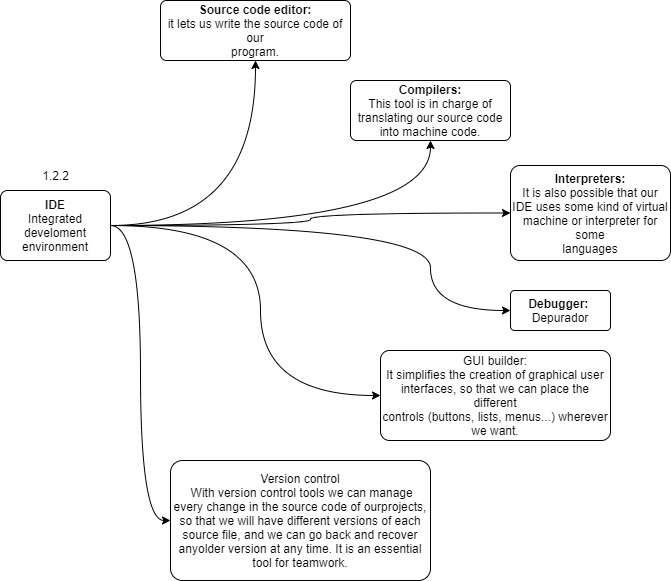 Source code editor:
it lets us write the source code of
our
program.
Compilers:
This tool is in charge of
translating our source code
into machine code.
1.2.2
IDE
Integrated
develoment
environment
Interpreters:
It is also possible that our
IDE uses some kind of virtual
machine or interpreter for
some
languages
Debugger:
Depurador
GUI builder:
It simplifies the creation of graphical user
interfaces, so that we can place the
different
controls (buttons, lists, menus...) wherever
we want.
Version control
With version control tools we can manage
every change in the source code of ourprojects,
so that we will have different versions of each
source file, and we can go back and recover
anyolder version at any time. It is an essential
tool for teamwork.